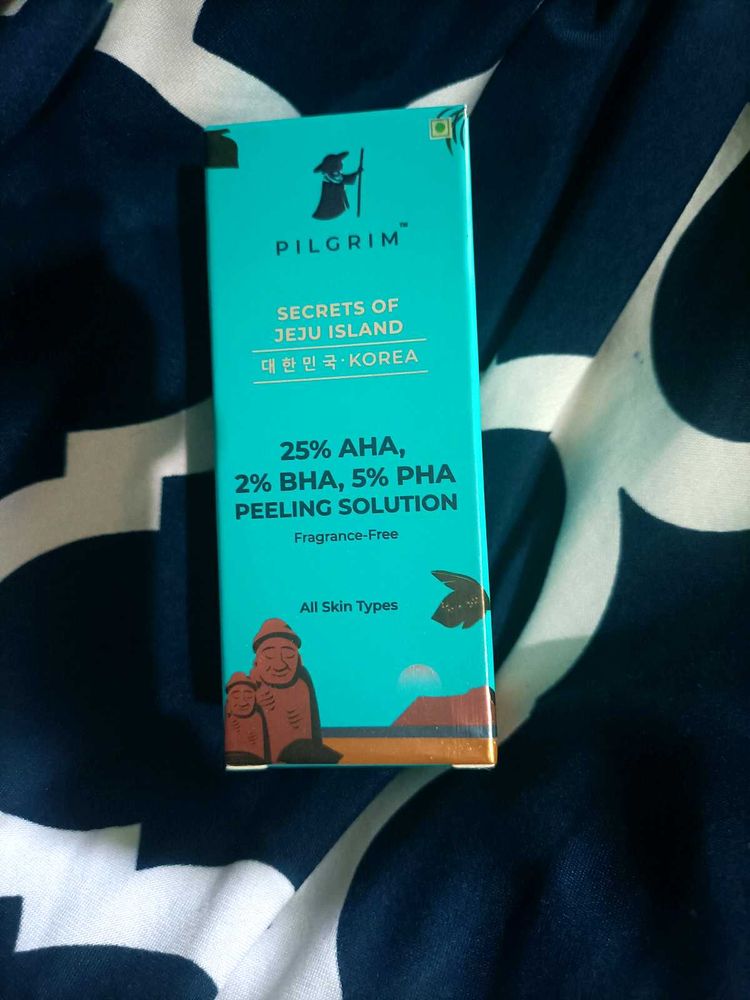 PILGRIM™
SECRETS OF
JEJU ISLAND
대한민국·KOREA
25% AHA,
2% BHA, 5% PHA
PEELING SOLUTION
Fragrance-Free
All Skin Types